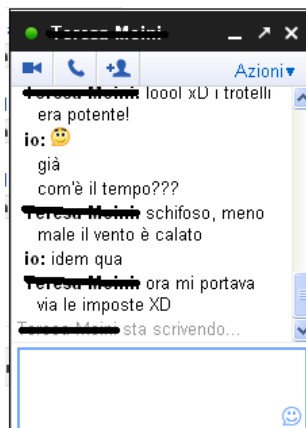 Azioni▾
loool xD i trotelli
era potente!
io:
già
com'è il tempo???
schifoso, meno
male il vento è calato
io: idem qua
ora mi portava
via le imposte XD
sta scrivendo...